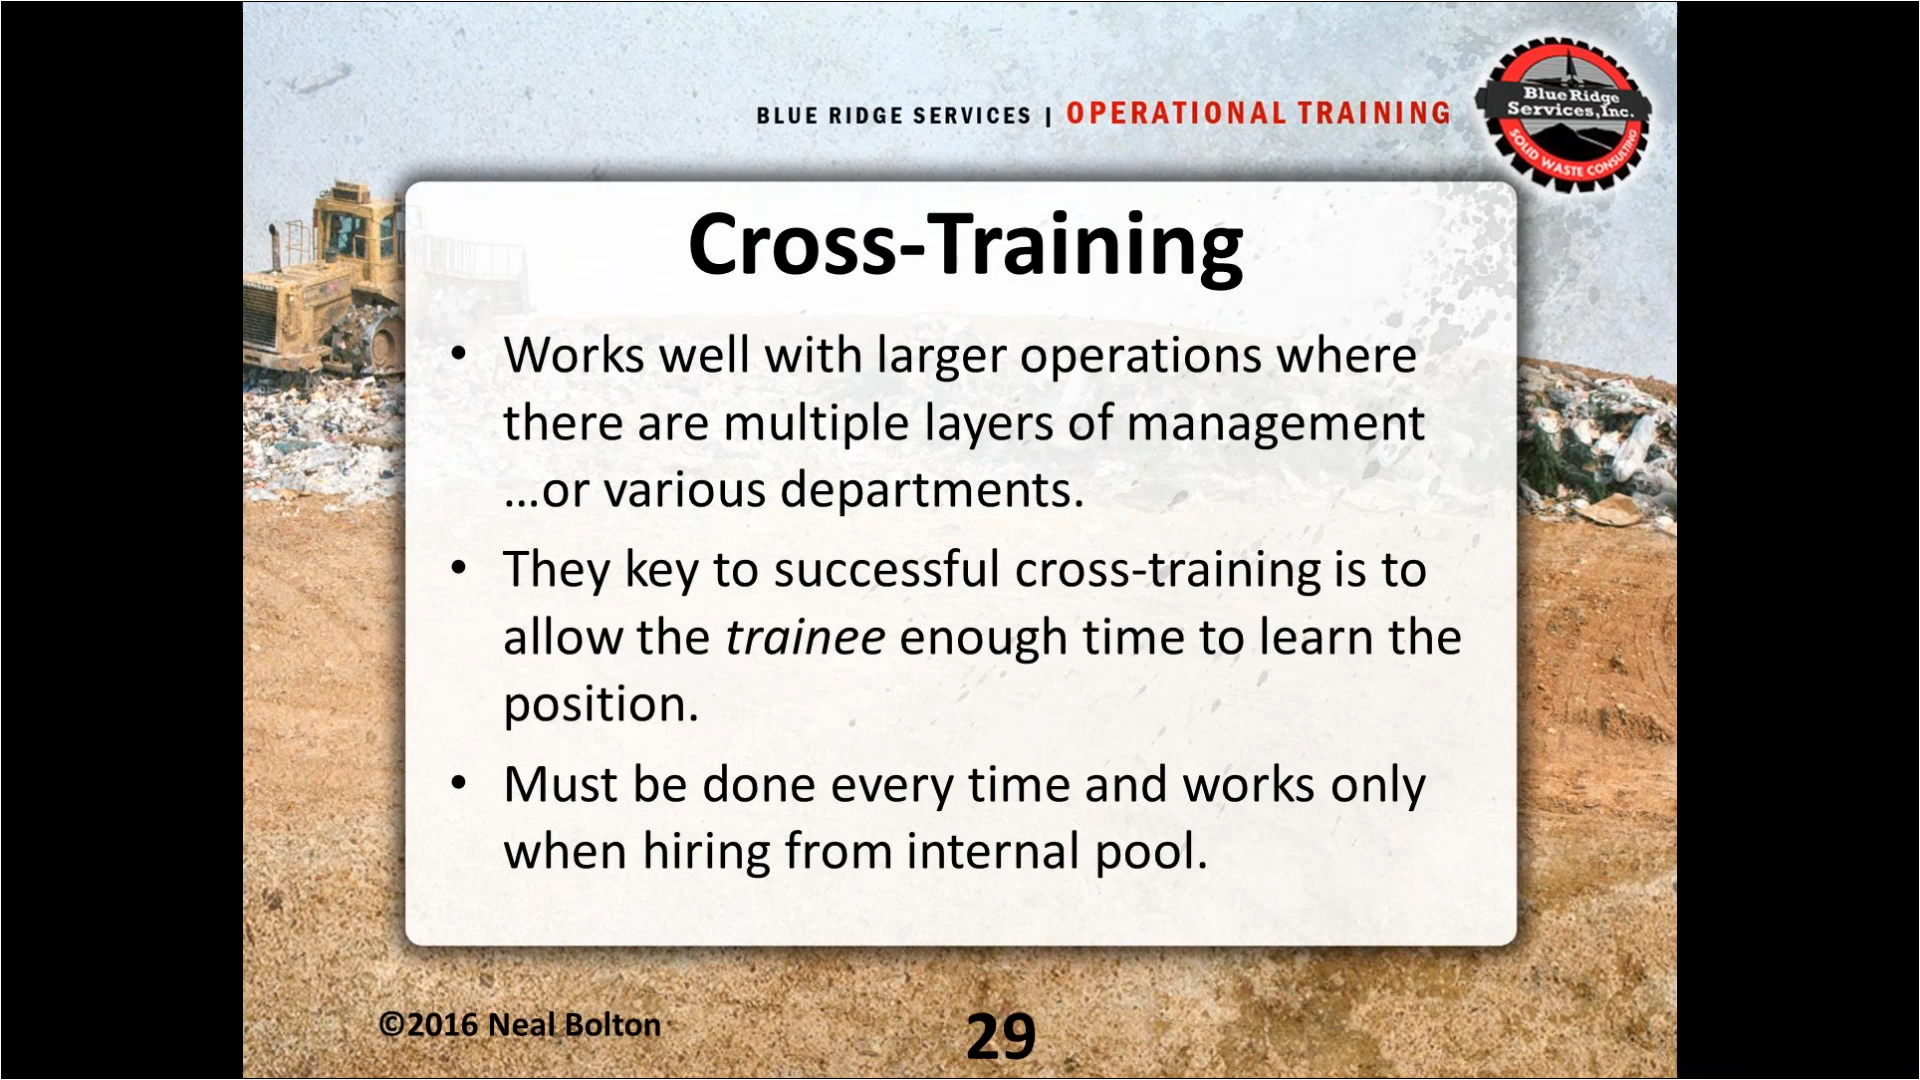 BLUE RIDGE SERVICES | OPERATIONAL TRAINING
Blue Ridge
Services, Inc.
SOLID WASTE CONSULTING
Cross-Training
• Works well with larger operations where
there are multiple layers of management
…or various departments.
• They key to successful cross-training is to
allow the trainee enough time to learn the
position.
• Must be done every time and works only
when hiring from internal pool.
©2016 Neal Bolton
29